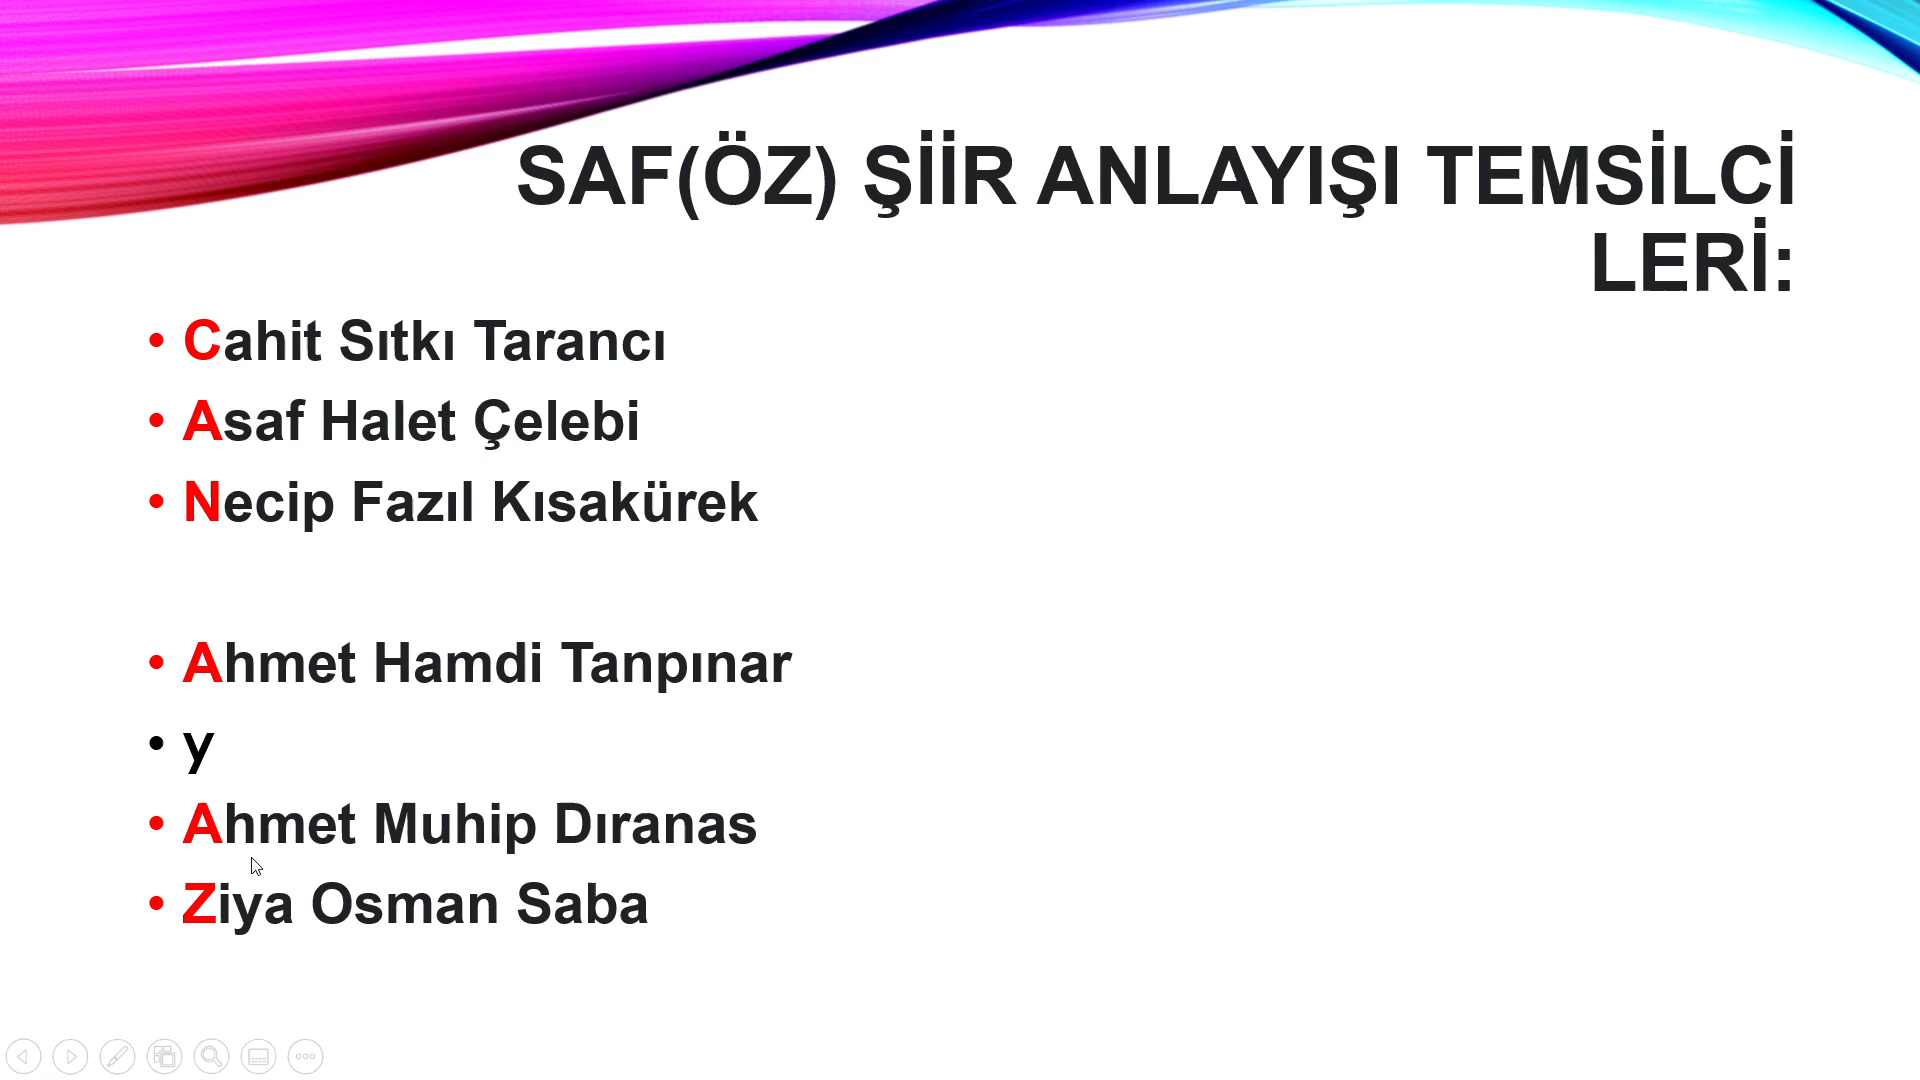 SAF(ÖZ) ŞİİR ANLAYIŞI TEMSİLCİ
LERİ:
• Cahit Sıtkı Tarancı
• Asaf Halet Çelebi
• Necip Fazıl Kısakürek
• Ahmet Hamdi Tanpınar
• y
• Ahmet Muhip Dıranas
• Ziya Osman Saba